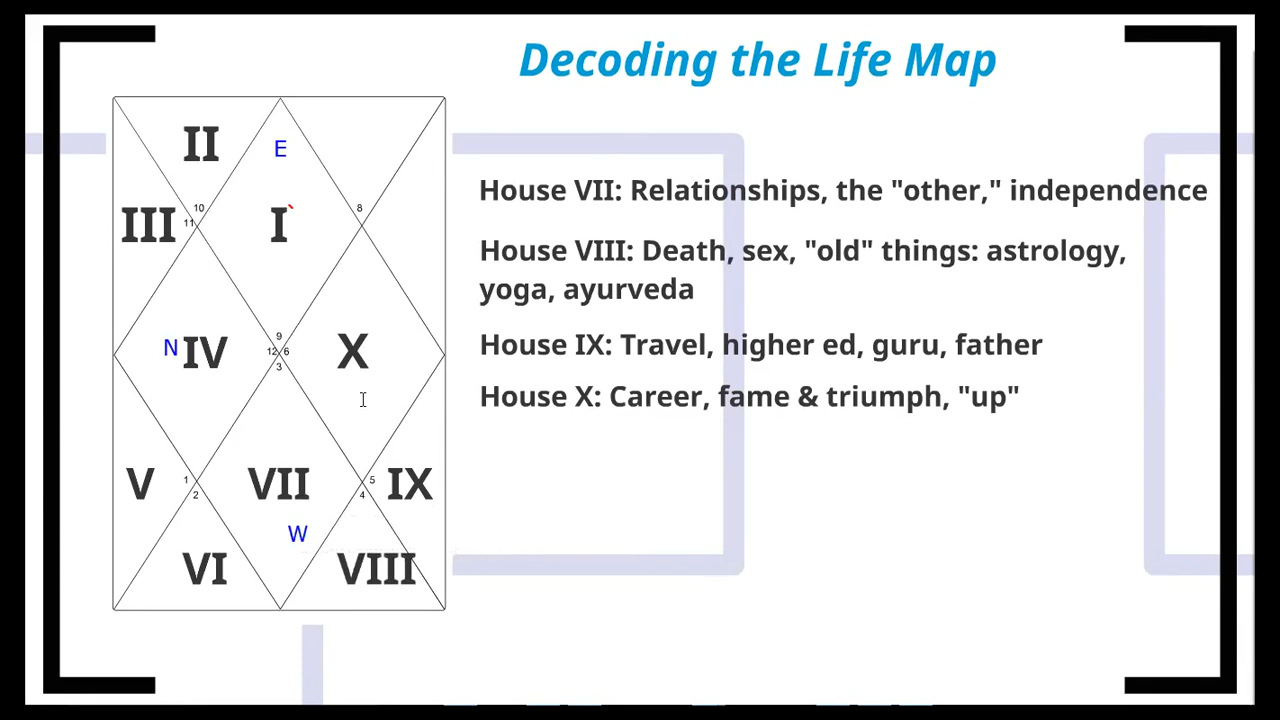 Decoding the Life Map
II
E
III
10
11
I`
8
N
IV
9
12
6
3
X
V
1
2
VII
5
4
IX
W
VI
VIII
House VII: Relationships, the "other," independence
House VIII: Death, sex, "old" things: astrology,
yoga, ayurveda
House IX: Travel, higher ed, guru, father
House X: Career, fame & triumph, "up"